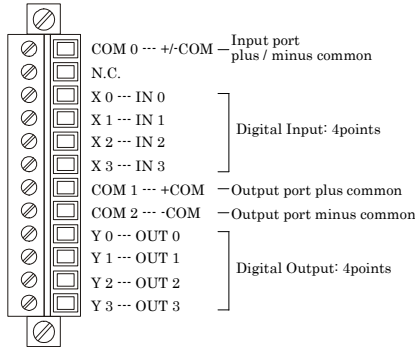 COM 0 --- +/-COM
Input port
plus / minus common
N.C.
X 0 --- IN 0
X 1 --- IN 1
X 2 --- IN 2
X 3 --- IN 3
Digital Input: 4points
COM 1 --- +COM
Output port plus common
COM 2 --- -COM
Output port minus common
Y 0 --- OUT 0
Y 1 --- OUT 1
Y 2 --- OUT 2
Y 3 --- OUT 3
Digital Output: 4points